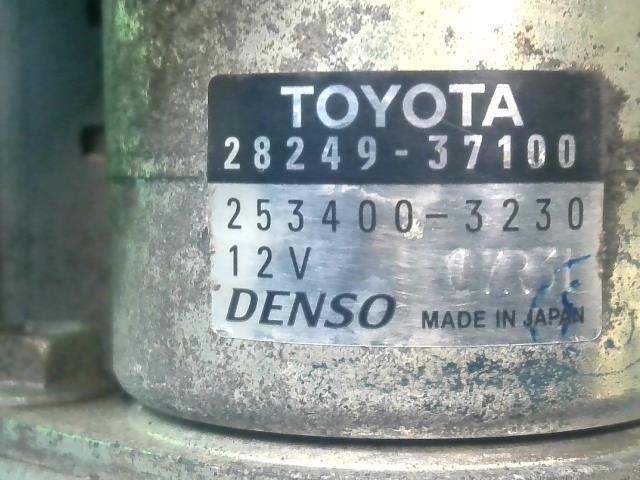 TOYOTA
28249-37100
253400-3230
12V
DENSO MADE IN JAPAN